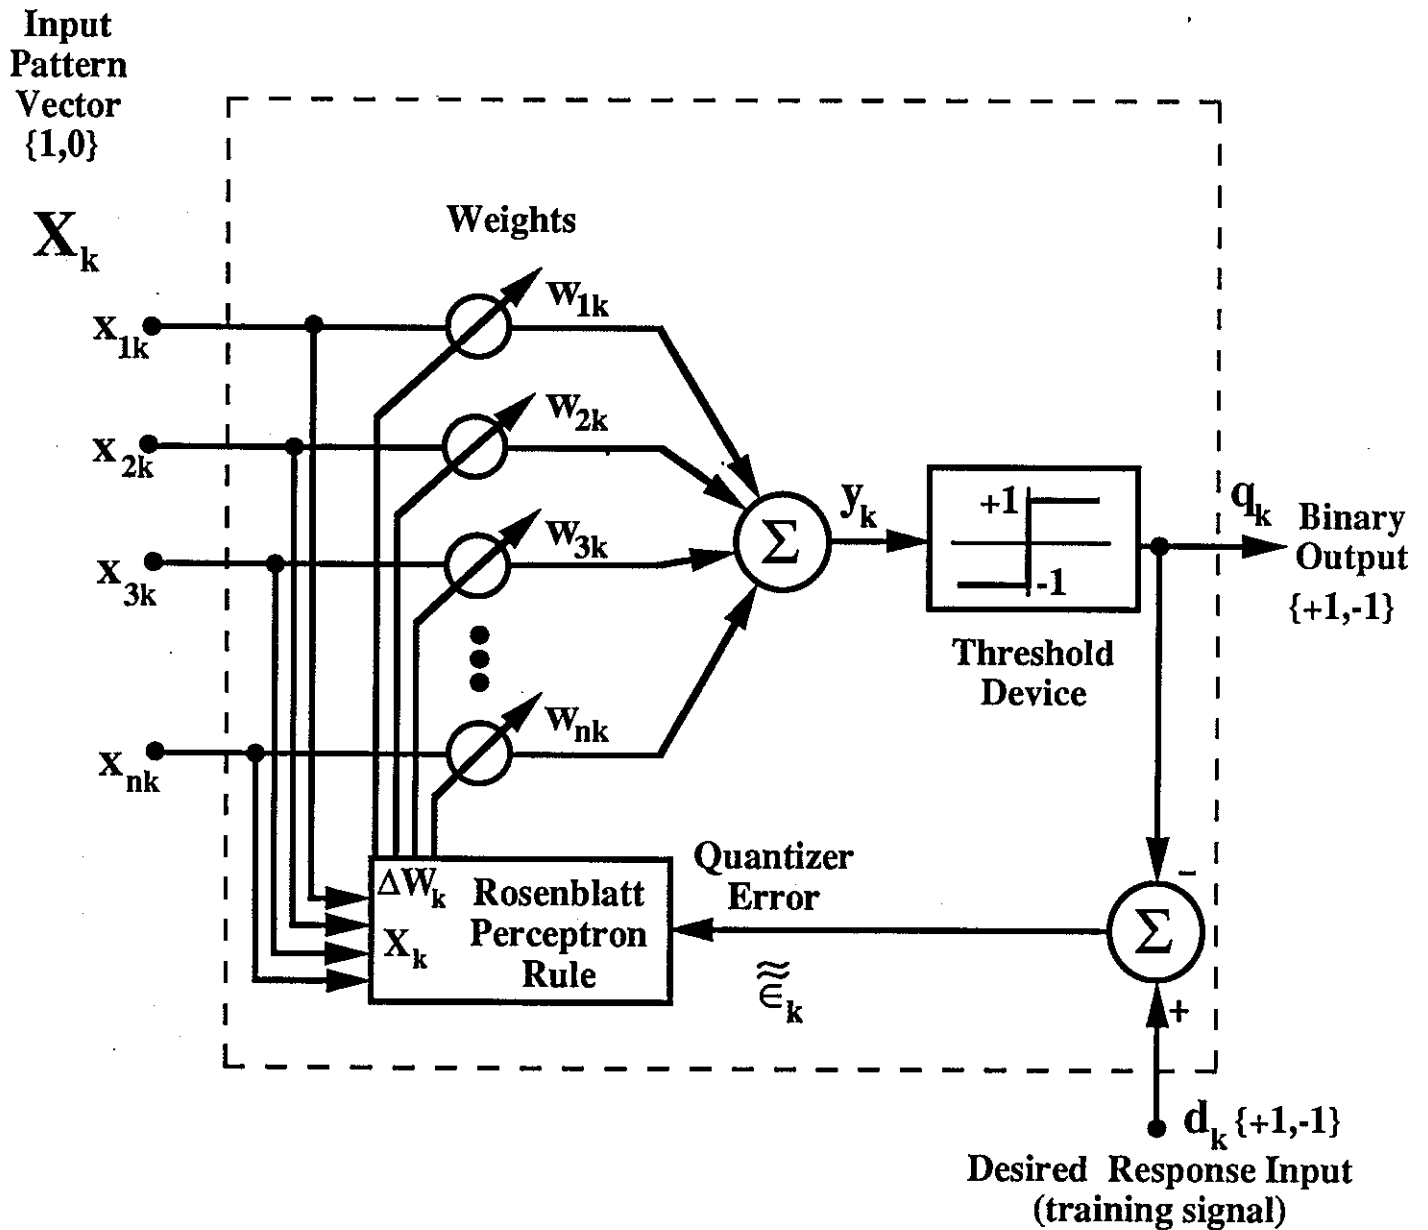 Input
Pattern
Vector
{1,0}
X_k
Weights
x_1k
w_1k
x_2k
w_2k
x_3k
w_3k
x_nk
w_nk
Σ
y_k
+1
-1
Threshold
Device
q_k
Binary
Output
{+1,-1}
ΔW_k
X_k
Rosenblatt
Perceptron
Rule
Quantizer
Error
≈∈_k
-
Σ
+
d_k {+1,-1}
Desired Response Input
(training signal)